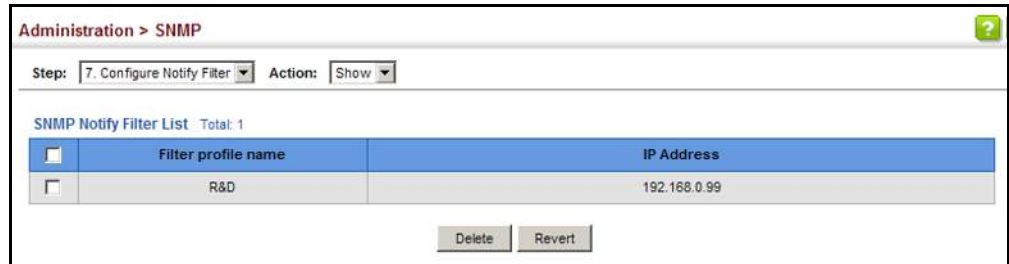 Administration > SNMP
?
Step: 7. Configure Notify Filter Action: Show
SNMP Notify Filter List Total: 1
Filter profile name IP Address
R&D 192.168.0.99
Delete Revert